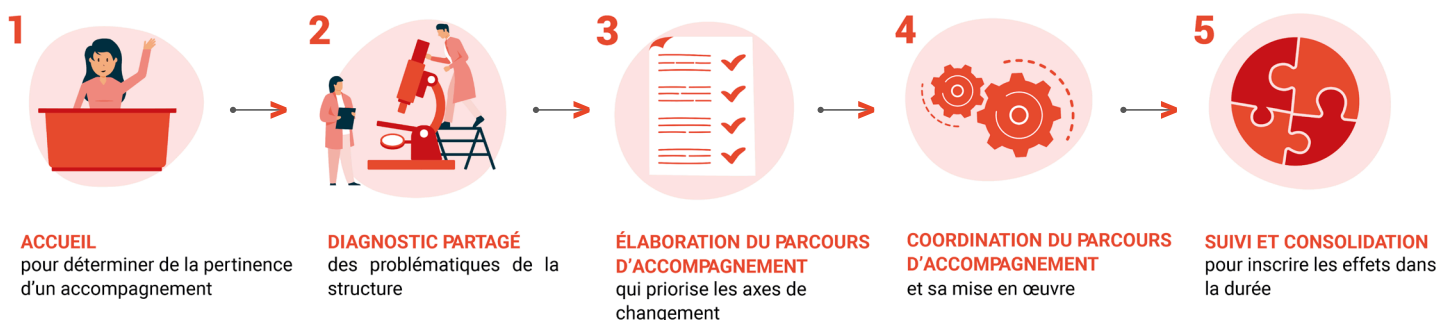 1
ACCUEIL
pour déterminer de la pertinence
d'un accompagnement
2
DIAGNOSTIC PARTAGÉ
des problématiques de la
structure
3
ÉLABORATION DU PARCOURS
D'ACCOMPAGNEMENT
qui priorise les axes de
changement
4
COORDINATION DU PARCOURS
D'ACCOMPAGNEMENT
et sa mise en œuvre
5
SUIVI ET CONSOLIDATION
pour inscrire les effets dans
la durée